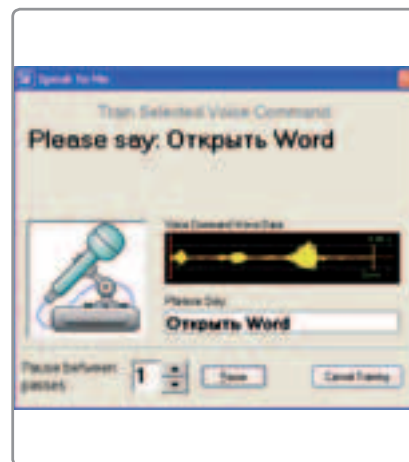 Speak To Me
Train Selected Voice Command
Please say: Открыть Word
Voice Command Wave Data
Please Say:
Открыть Word
Pause between
passes:
1
Pause
Cancel Training